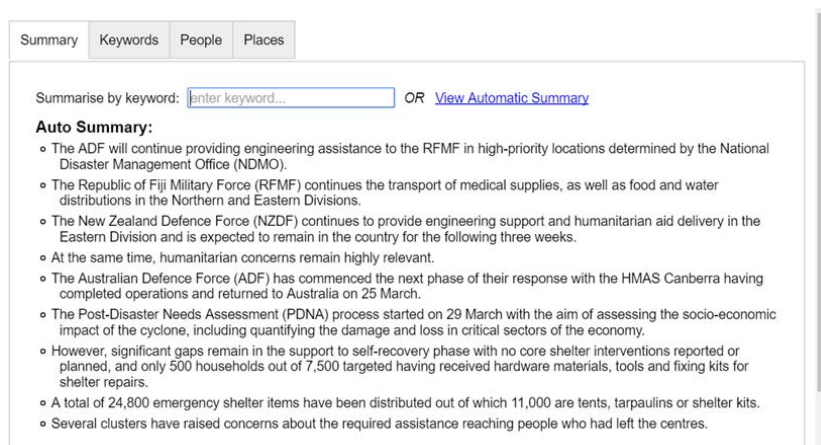 Summary Keywords People Places
Summarise by keyword: enter keyword... OR View Automatic Summary
Auto Summary:
The ADF will continue providing engineering assistance to the RFMF in high-priority locations determined by the National
Disaster Management Office (NDMO).
The Republic of Fiji Military Force (RFMF) continues the transport of medical supplies, as well as food and water
distributions in the Northern and Eastern Divisions.
The New Zealand Defence Force (NZDF) continues to provide engineering support and humanitarian aid delivery in the
Eastern Division and is expected to remain in the country for the following three weeks.
At the same time, humanitarian concerns remain highly relevant.
The Australian Defence Force (ADF) has commenced the next phase of their response with the HMAS Canberra having
completed operations and returned to Australia on 25 March.
The Post-Disaster Needs Assessment (PDNA) process started on 29 March with the aim of assessing the socio-economic
impact of the cyclone, including quantifying the damage and loss in critical sectors of the economy.
However, significant gaps remain in the support to self-recovery phase with no core shelter interventions reported or
planned, and only 500 households out of 7,500 targeted having received hardware materials, tools and fixing kits for
shelter repairs.
A total of 24,800 emergency shelter items have been distributed out of which 11,000 are tents, tarpaulins or shelter kits.
Several clusters have raised concerns about the required assistance reaching people who had left the centres.